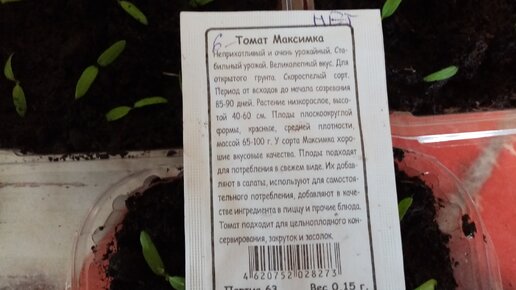 нет
6-
Томат Максимка
Неприхотливый и очень урожайный. Ста-
бильный урожай. Великолепный вкус. Для
открытого грунта. Скороспелый сорт.
Период от всходов до начала созревания
85-90 дней. Растение низкорослое, высо-
той 40-60 см. Плоды плоскоокруглой
формы, красные, средней плотности,
массой 65-100 г. У сорта Максимка хоро-
шие вкусовые качества. Плоды подходят
для потребления в свежем виде. Их добав-
ляют в салаты, используют для самостоя-
тельного потребления, добавляют в каче-
стве ингредиента в пиццу и прочие блюда.
Томат подходит для цельноплодного кон-
сервирования, закруток и засолок.
4620752028273
Партия 63 Вес 0,15 г.